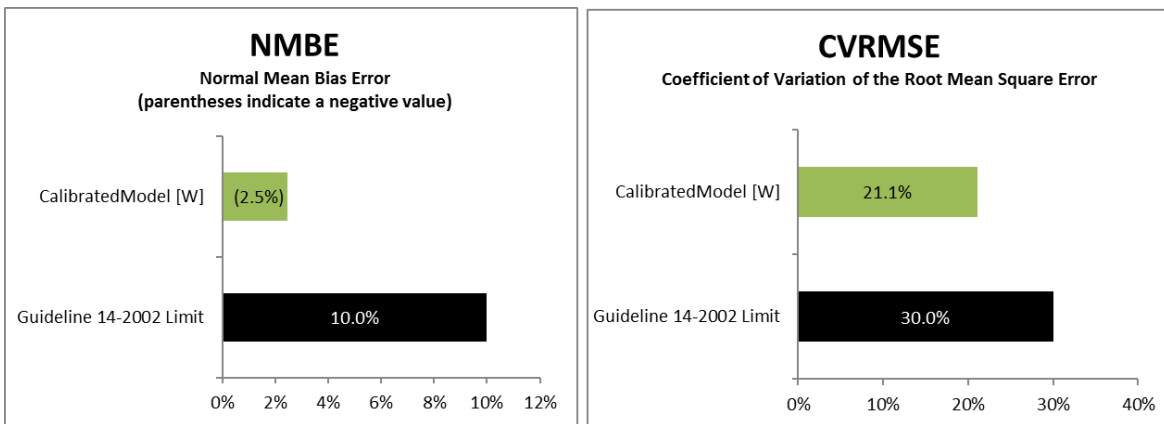 NMBE
Normal Mean Bias Error
(parentheses indicate a negative value)
CalibratedModel [W]
(2.5%)
Guideline 14-2002 Limit
10.0%
0% 2% 4% 6% 8% 10% 12%
CVRMSE
Coefficient of Variation of the Root Mean Square Error
CalibratedModel [W]
21.1%
Guideline 14-2002 Limit
30.0%
0% 10% 20% 30% 40%